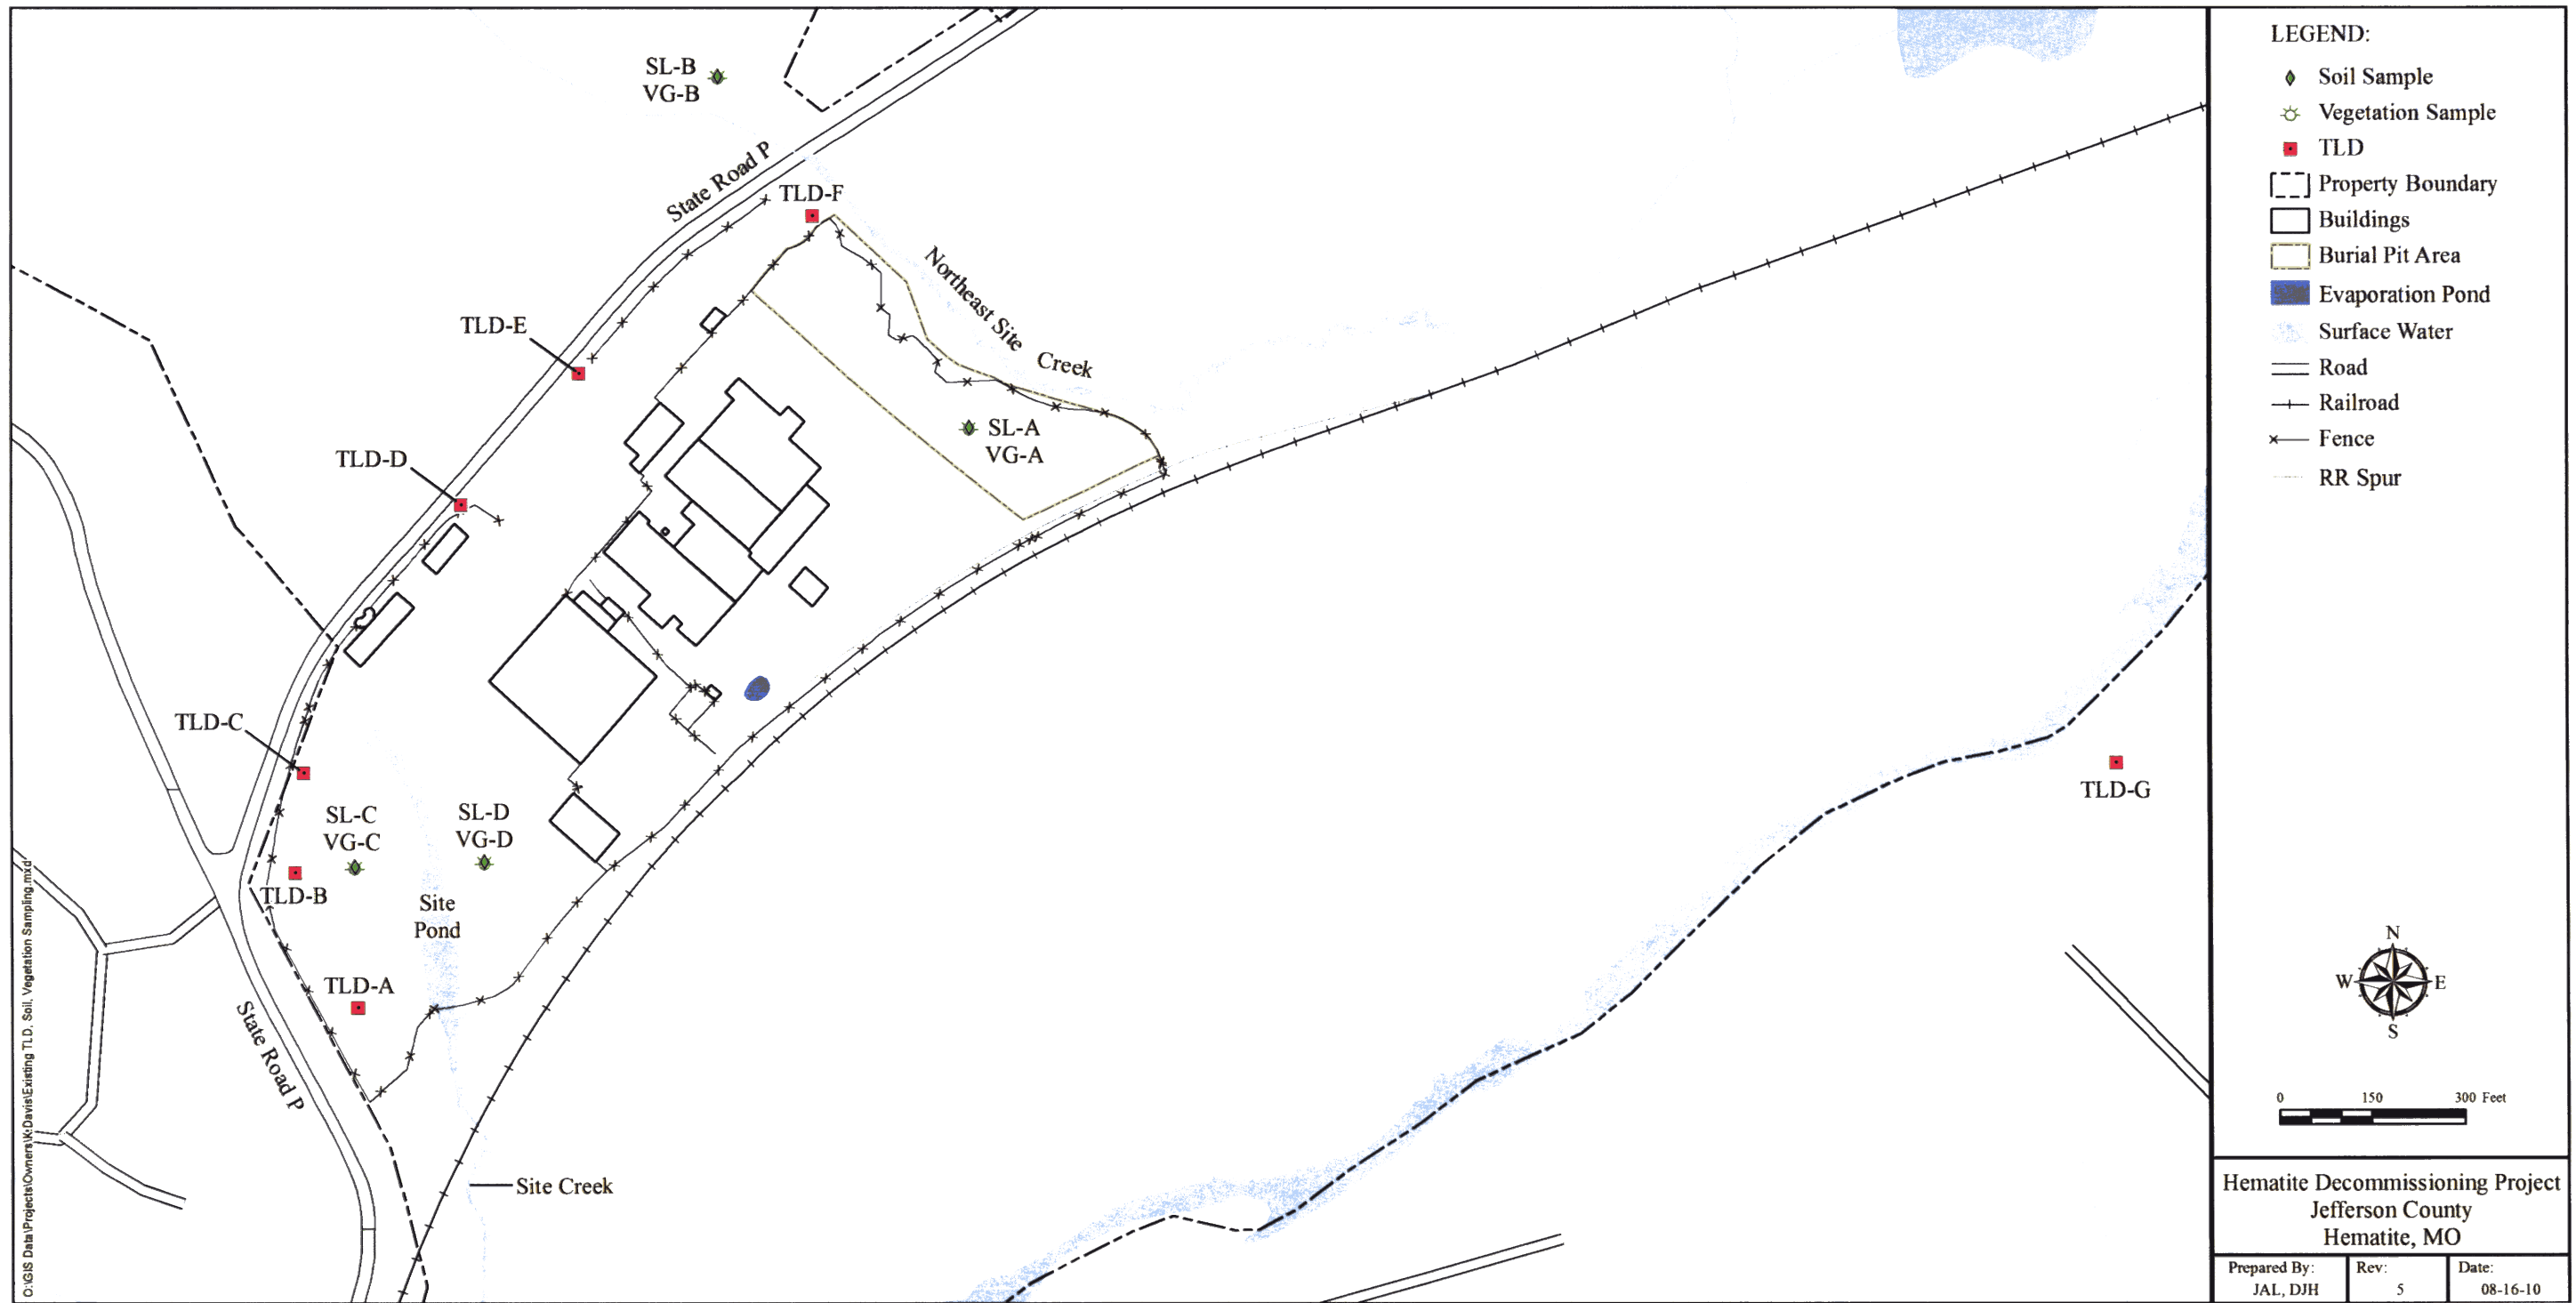 SL-B
VG-B
State Road P
TLD-F
Northeast Site Creek
TLD-E
SL-A
VG-A
TLD-D
TLD-C
TLD-G
SL-C
VG-C
SL-D
VG-D
TLD-B
Site
Pond
TLD-A
State Road P
Site Creek
O:\GIS Data\Projects\Owners\K:Davis\Existing TLD, Soil, Vegetation Sampling.mxd
LEGEND:
Soil Sample
Vegetation Sample
TLD
Property Boundary
Buildings
Burial Pit Area
Evaporation Pond
Surface Water
Road
Railroad
Fence
RR Spur
N
W E
S
0 150 300 Feet
Hematite Decommissioning Project
Jefferson County
Hematite, MO
Prepared By:
JAL, DJH
Rev:
5
Date:
08-16-10